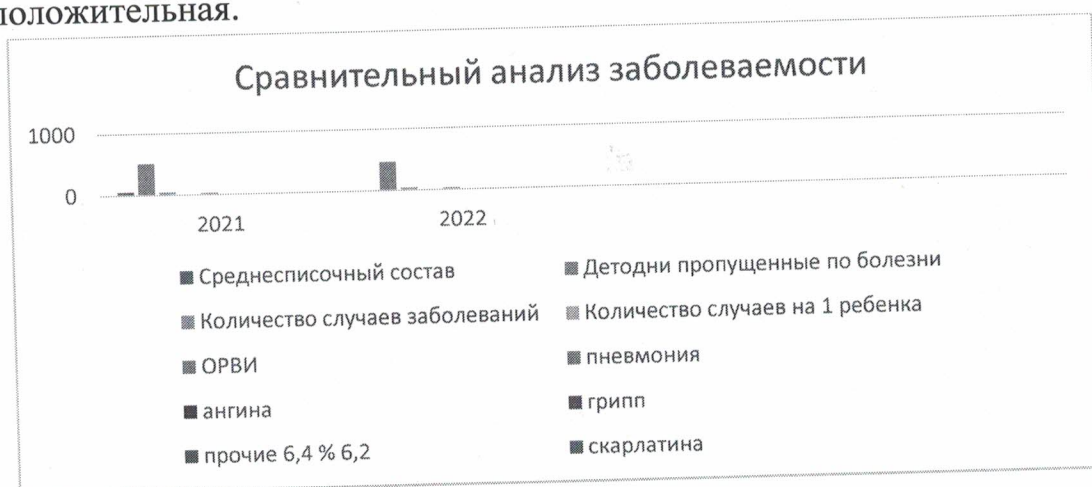 положительная.
Сравнительный анализ заболеваемости
1000
0
2021
2022
Среднесписочный состав
Детодни пропущенные по болезни
Количество случаев заболеваний
Количество случаев на 1 ребенка
ОРВИ
пневмония
ангина
грипп
прочие 6,4 % 6,2
скарлатина